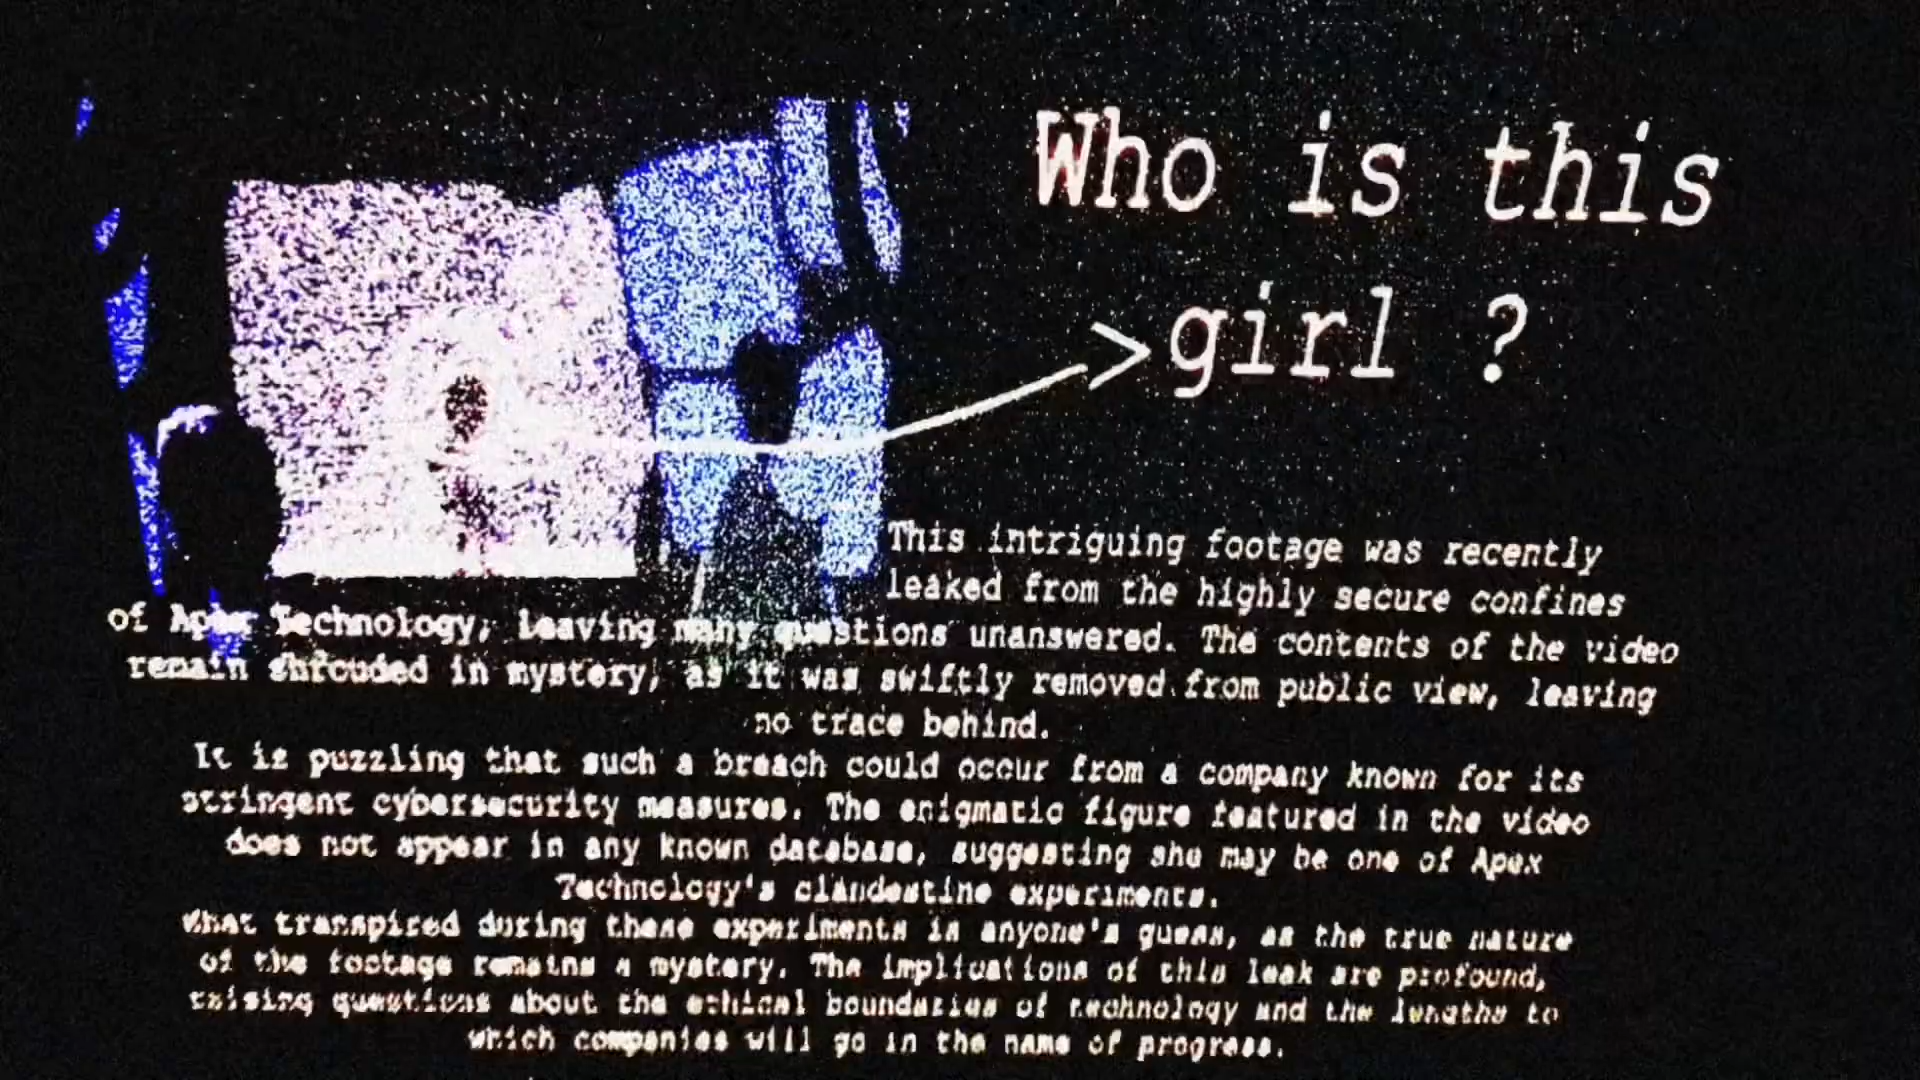 Who is this
girl ?
This intriguing footage was recently
leaked from the highly secure confines
of Apex Technology, leaving many questions unanswered. The contents of the video
remain shrouded in mystery, as it was swiftly removed from public view, leaving
no trace behind.
It is puzzling that such a breach could occur from a company known for its
stringent cybersecurity measures. The enigmatic figure featured in the video
does not appear in any known database, suggesting she may be one of Apex
Technology's clandestine experiments.
What transpired during these experiments is anyone's guess, as the true nature
of the footage remains a mystery. The implications of this leak are profound,
raising questions about the ethical boundaries of technology and the lengths to
which companies will go in the name of progress.